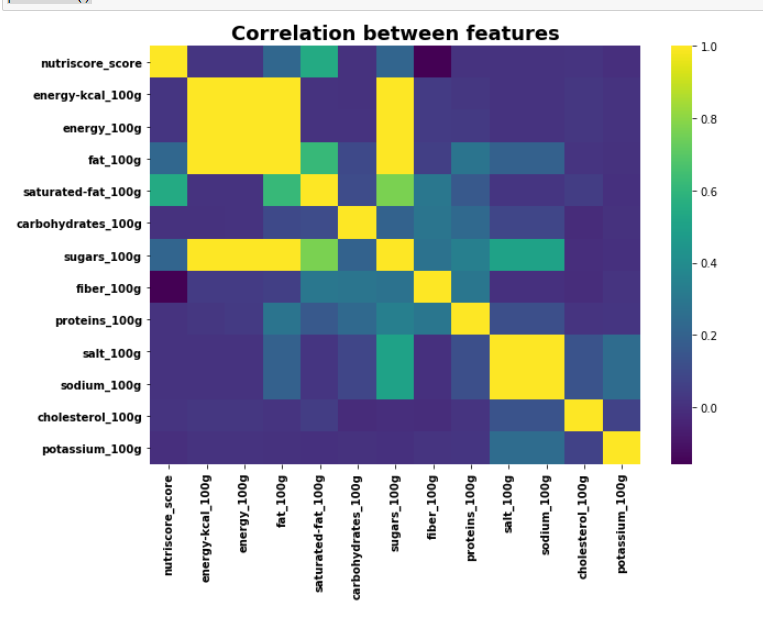 Correlation between features
nutriscore_score
energy-kcal_100g
energy_100g
fat_100g
saturated-fat_100g
carbohydrates_100g
sugars_100g
fiber_100g
proteins_100g
salt_100g
sodium_100g
cholesterol_100g
potassium_100g
1.0
0.8
0.6
0.4
0.2
0.0
nutriscore_score
energy-kcal_100g
energy_100g
fat_100g
saturated-fat_100g
carbohydrates_100g
sugars_100g
fiber_100g
proteins_100g
salt_100g
sodium_100g
cholesterol_100g
potassium_100g